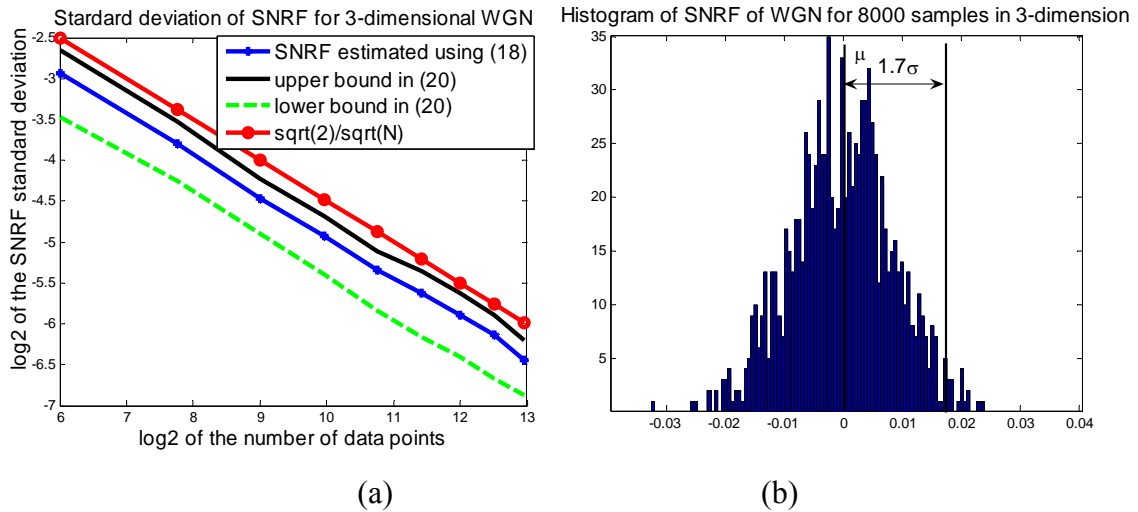 Stardard deviation of SNRF for 3-dimensional WGN
-2.5
-3
-3.5
-4
-4.5
-5
-5.5
-6
-6.5
-7
log2 of the SNRF standard deviation
SNRF estimated using (18)
upper bound in (20)
lower bound in (20)
sqrt(2)/sqrt(N)
6 7 8 9 10 11 12 13
log2 of the number of data points
(a)
Histogram of SNRF of WGN for 8000 samples in 3-dimension
35
30
25
20
15
10
5
μ
1.7σ
-0.03 -0.02 -0.01 0 0.01 0.02 0.03 0.04
(b)